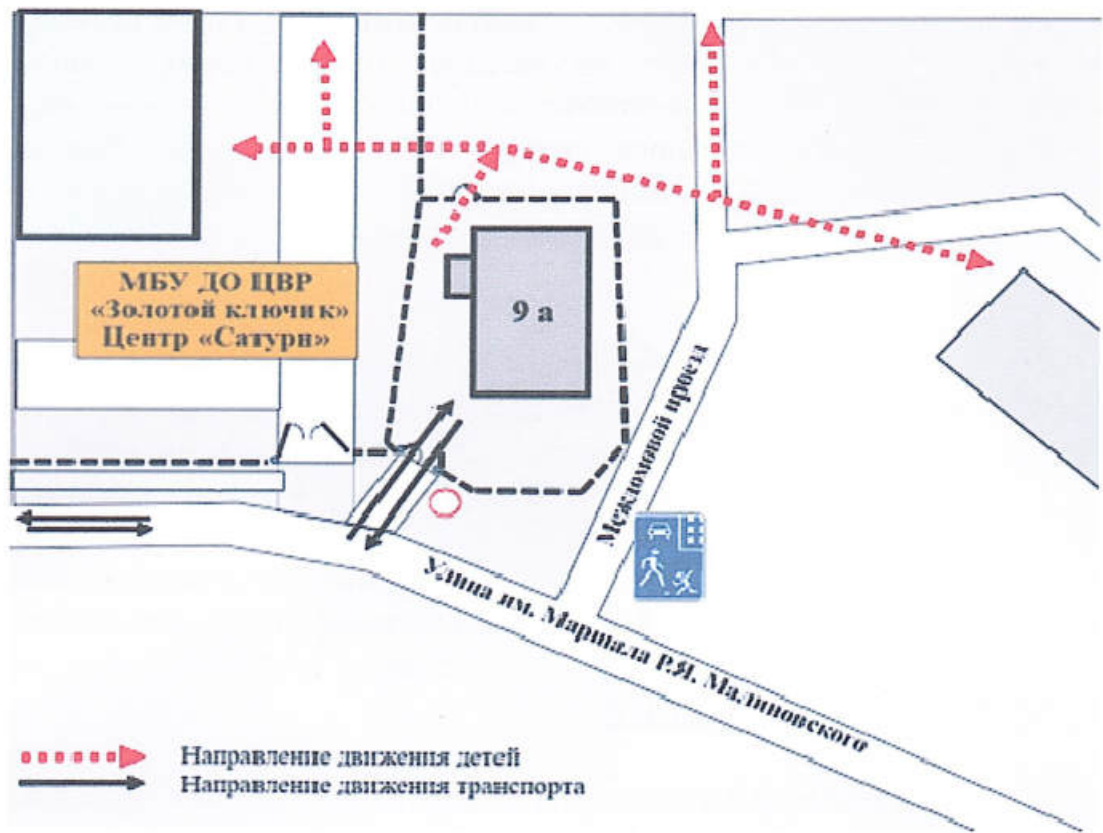 МБУ ДО ЦВР
«Золотой ключик»
Центр «Сатурн»
9 а
Междомовой проезд
Улица им. Маршала Р.Я. Малиновского
Направление движения детей
Направление движения транспорта